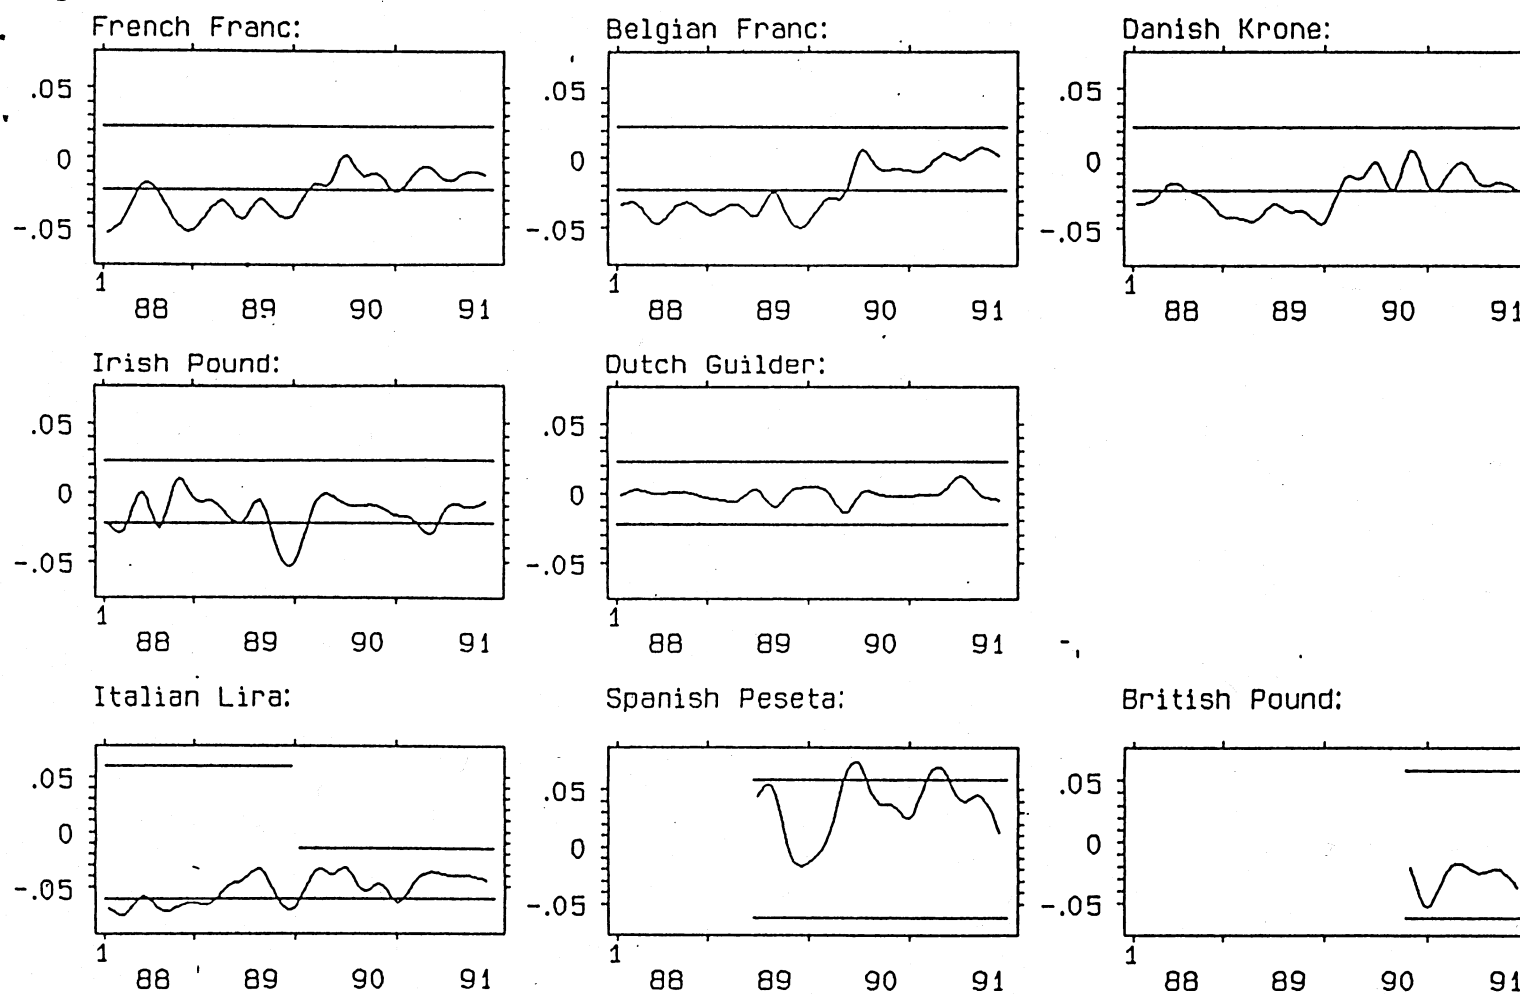 French Franc: Belgian Franc: Danish Krone:
.05 .05 .05
0 0 0
-.05 -.05 -.05
1 1 1
88 89 90 91 88 89 90 91 88 89 90 91
Irish Pound: Dutch Guilder:
.05 .05
0 0
-.05 -.05
1 1
88 89 90 91 88 89 90 91
Italian Lira: Spanish Peseta: British Pound:
.05 .05 .05
0 0 0
-.05 -.05 -.05
1 1 1
88 89 90 91 88 89 90 91 88 89 90 91